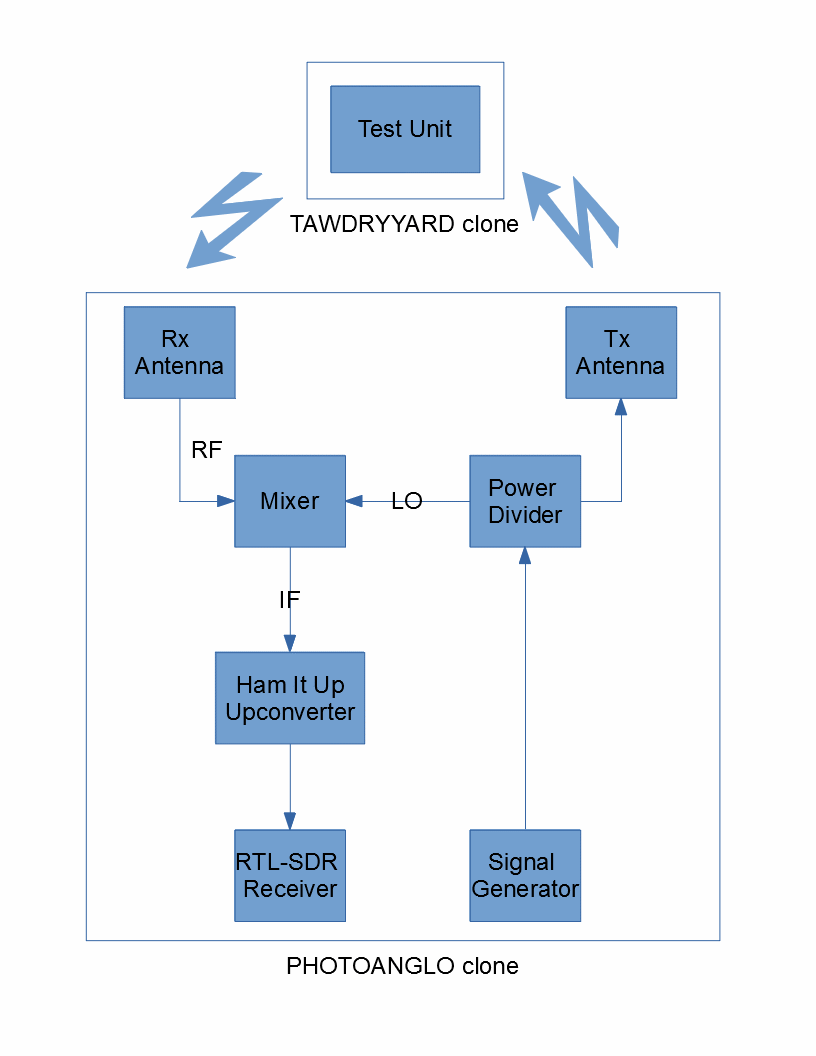 Test Unit
TAWDRYYARD clone
Rx
Antenna
Tx
Antenna
RF
Mixer
LO
Power
Divider
IF
Ham It Up
Upconverter
RTL-SDR
Receiver
Signal
Generator
PHOTOANGLO clone